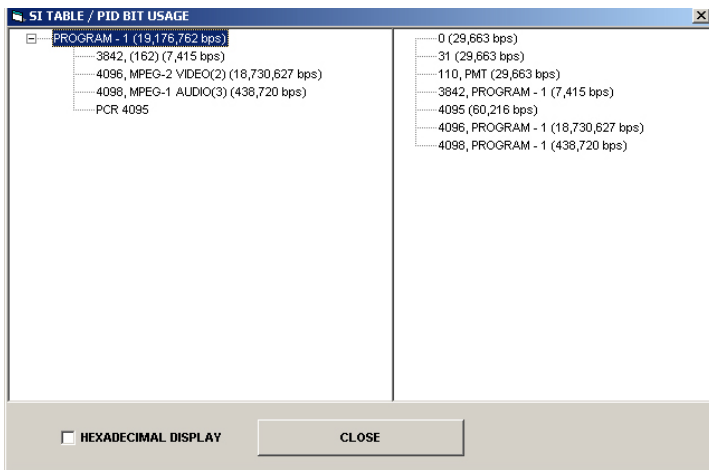 SI TABLE / PID BIT USAGE
PROGRAM - 1 (19,176,762 bps)
3842, (162) (7,415 bps)
4096, MPEG-2 VIDEO(2) (18,730,627 bps)
4098, MPEG-1 AUDIO(3) (438,720 bps)
PCR 4095
0 (29,663 bps)
31 (29,663 bps)
110, PMT (29,663 bps)
3842, PROGRAM - 1 (7,415 bps)
4095 (60,216 bps)
4096, PROGRAM - 1 (18,730,627 bps)
4098, PROGRAM - 1 (438,720 bps)
HEXADECIMAL DISPLAY
CLOSE